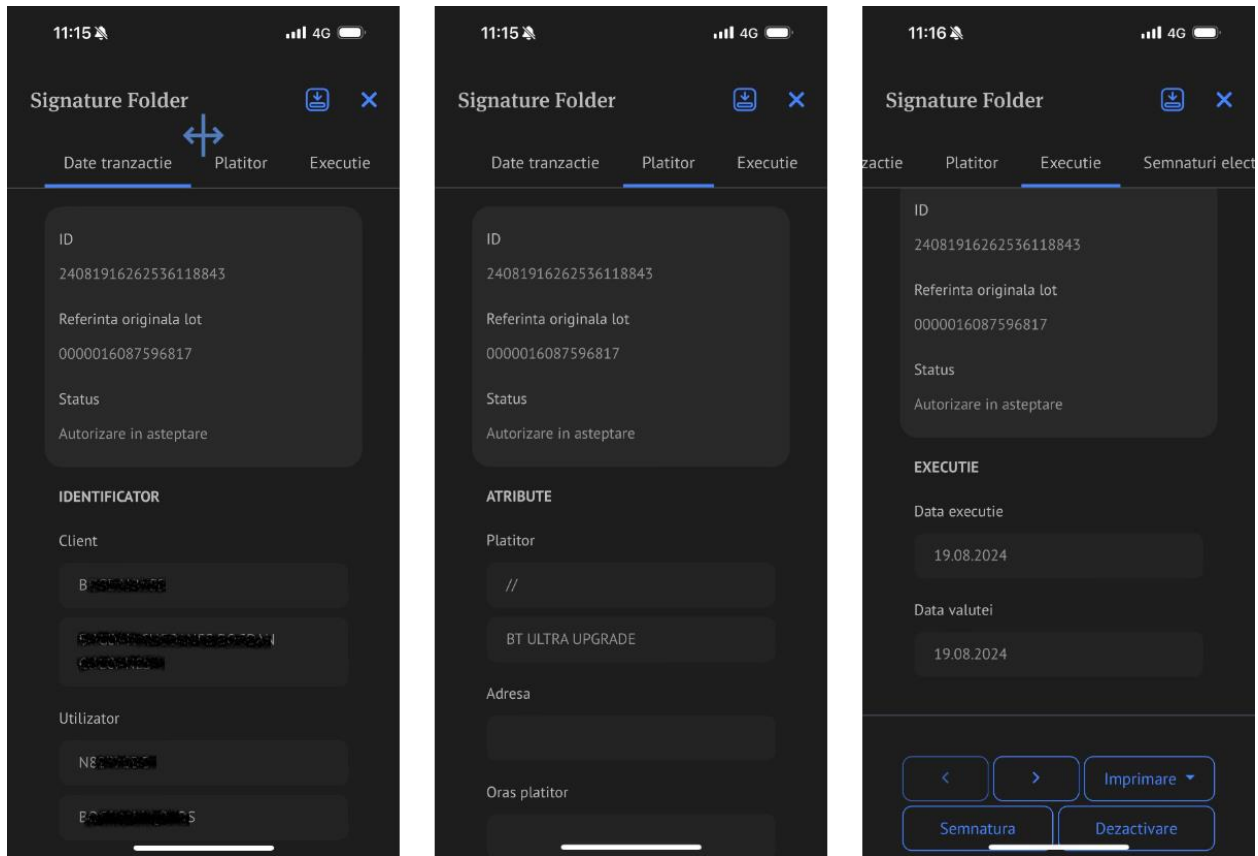 11:15
4G
Signature Folder
Date tranzactie Platitor Executie
ID
24081916262536118843
Referinta originala lot
0000016087596817
Status
Autorizare in asteptare
IDENTIFICATOR
Client
Utilizator
11:15
4G
Signature Folder
Date tranzactie Platitor Executie
ID
24081916262536118843
Referinta originala lot
0000016087596817
Status
Autorizare in asteptare
ATRIBUTE
Platitor
//
BT ULTRA UPGRADE
Adresa
Oras platitor
11:16
4G
Signature Folder
zactie Platitor Executie Semnaturi elect
ID
24081916262536118843
Referinta originala lot
0000016087596817
Status
Autorizare in asteptare
EXECUTIE
Data executie
19.08.2024
Data valutei
19.08.2024
< > Imprimare
Semnatura Dezactivare